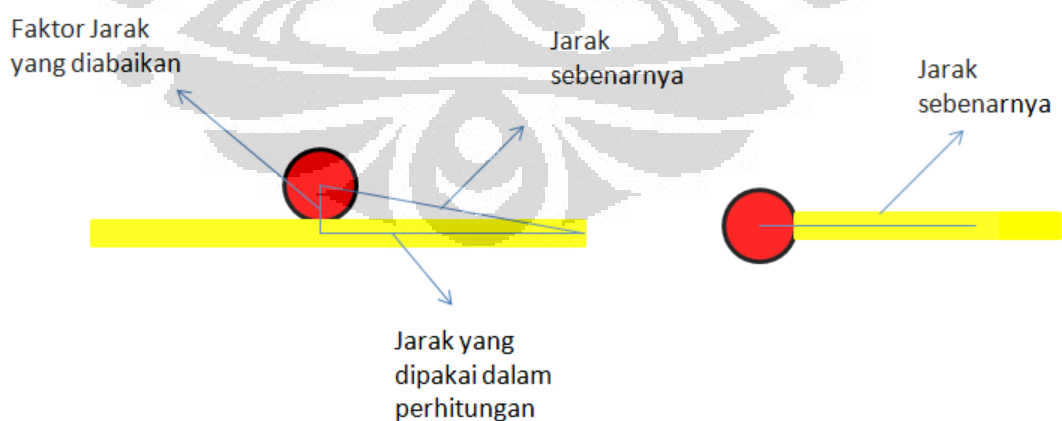 Faktor Jarak
yang diabaikan
Jarak
sebenarnya
Jarak
sebenarnya
Jarak yang
dipakai dalam
perhitungan